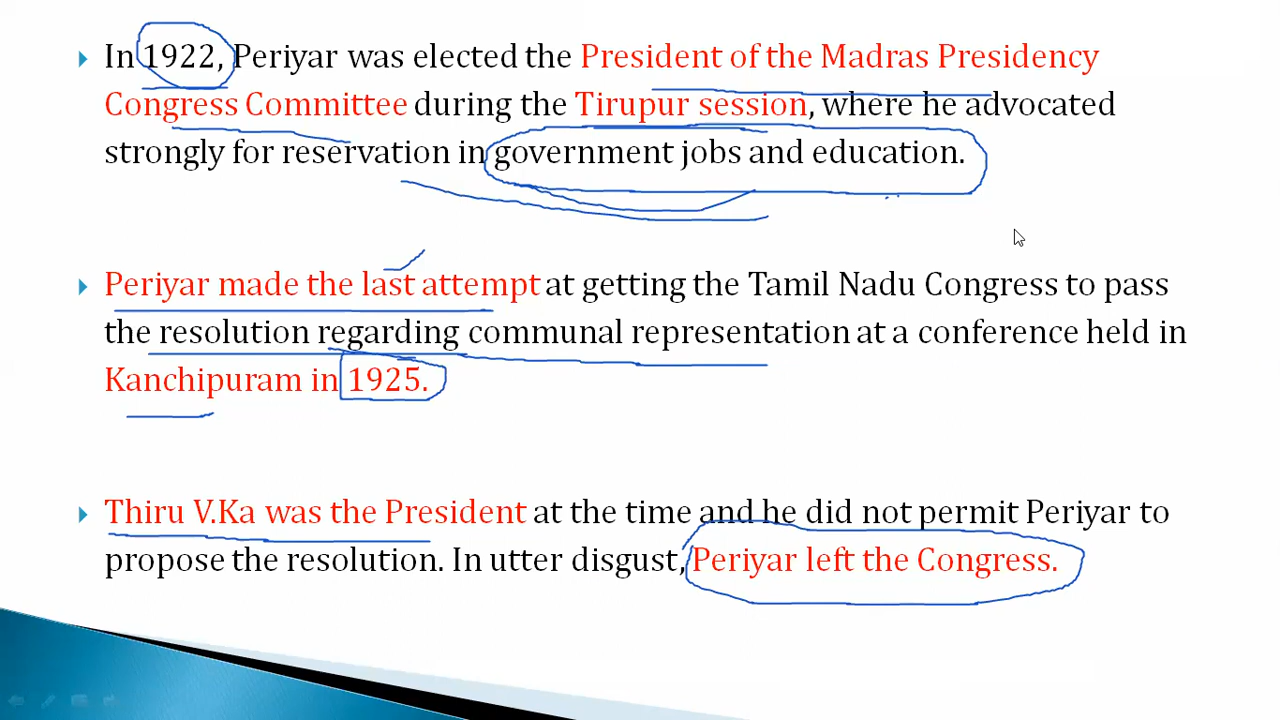 In 1922, Periyar was elected the President of the Madras Presidency
Congress Committee during the Tirupur session, where he advocated
strongly for reservation in government jobs and education.
Periyar made the last attempt at getting the Tamil Nadu Congress to pass
the resolution regarding communal representation at a conference held in
Kanchipuram in 1925.
Thiru V.Ka was the President at the time and he did not permit Periyar to
propose the resolution. In utter disgust, Periyar left the Congress.